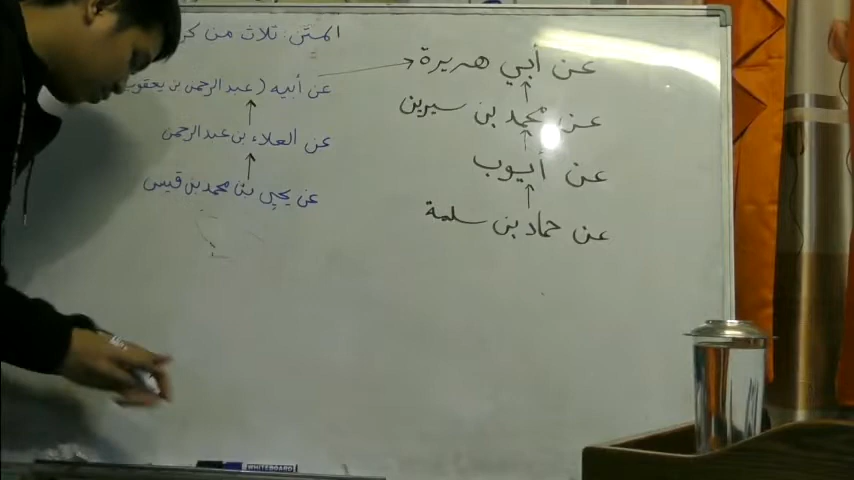 المتن: ثلاث من
عن أبي هريرة
عن محمد بن سيرين
عن أيوب
عن حماد بن سلمة
عن أبيه (عبد الرحمن بن يعقوب
عن العلاء بن عبد الرحمن
عن يحيى بن محمد بن قيس
WHITEBOARD